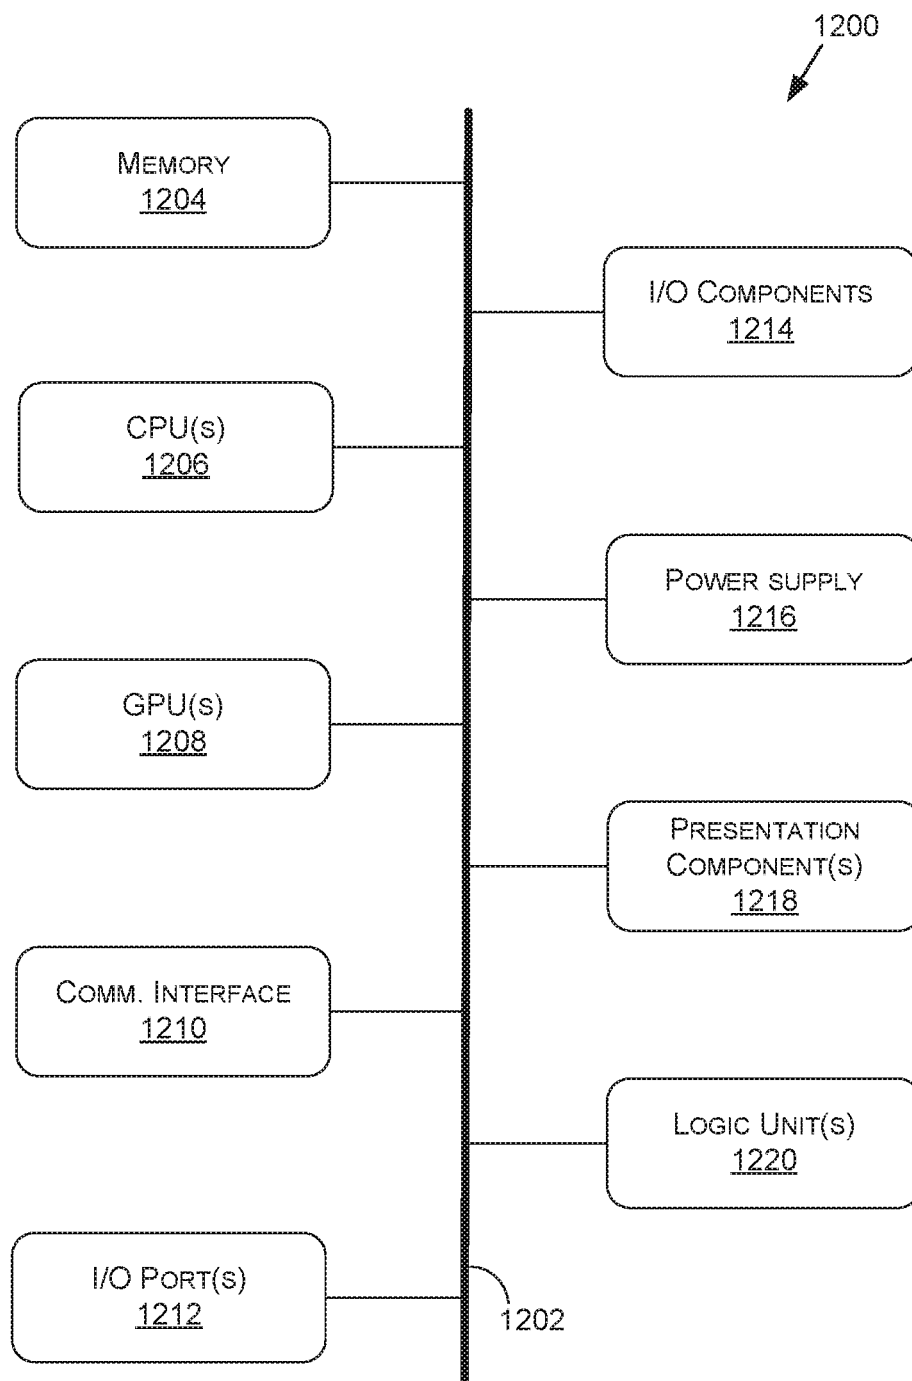 1200
MEMORY
1204
I/O COMPONENTS
1214
CPU(S)
1206
POWER SUPPLY
1216
GPU(S)
1208
PRESENTATION
COMPONENT(S)
1218
COMM. INTERFACE
1210
LOGIC UNIT(S)
1220
I/O PORT(S)
1212
1202